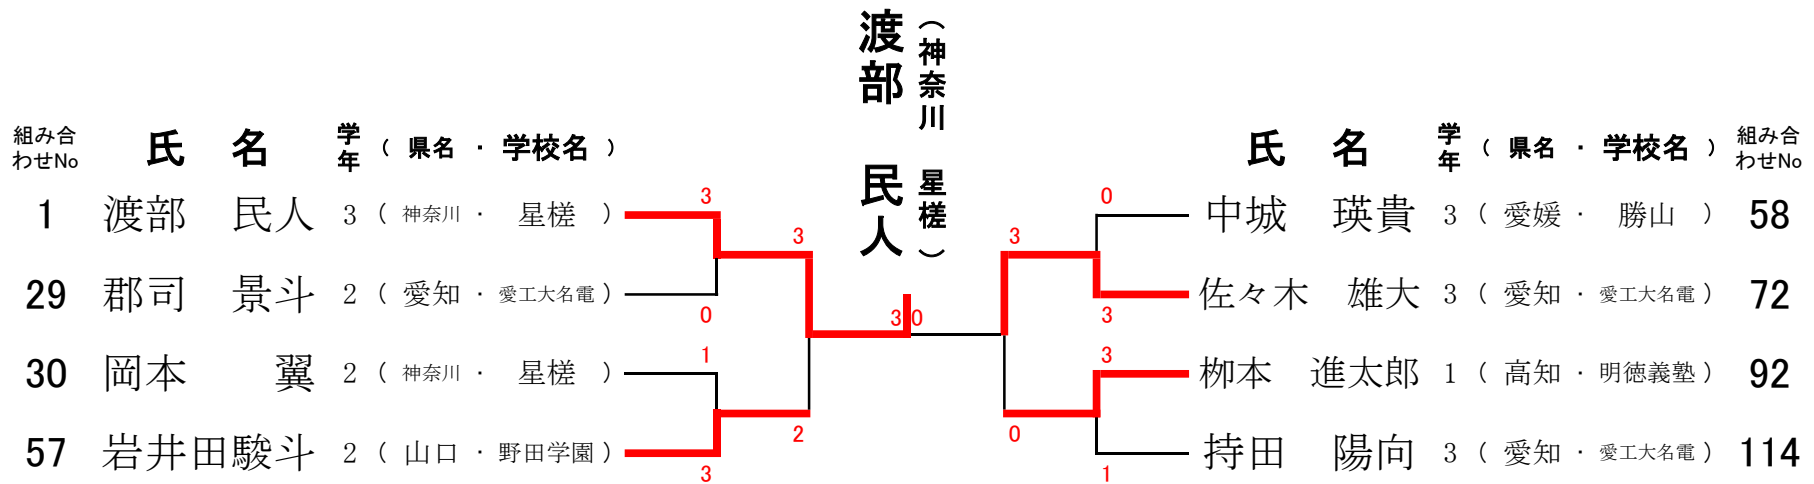 渡部 民人
（神奈川 星槎）
組み合わせNo 氏 名 学年 （ 県名 ・ 学校名 ）
1 渡部 民人 3 （ 神奈川 ・ 星槎 ）
29 郡司 景斗 2 （ 愛知 ・ 愛工大名電 ）
30 岡本 翼 2 （ 神奈川 ・ 星槎 ）
57 岩井田駿斗 2 （ 山口 ・ 野田学園 ）
3
0
1
3
3
2
3 0
3
0
0
3
3
1
氏 名 学年 （ 県名 ・ 学校名 ） 組み合わせNo
中城 瑛貴 3 （ 愛媛 ・ 勝山 ） 58
佐々木 雄大 3 （ 愛知 ・ 愛工大名電 ） 72
栁本 進太郎 1 （ 高知 ・ 明徳義塾 ） 92
持田 陽向 3 （ 愛知 ・ 愛工大名電 ） 114